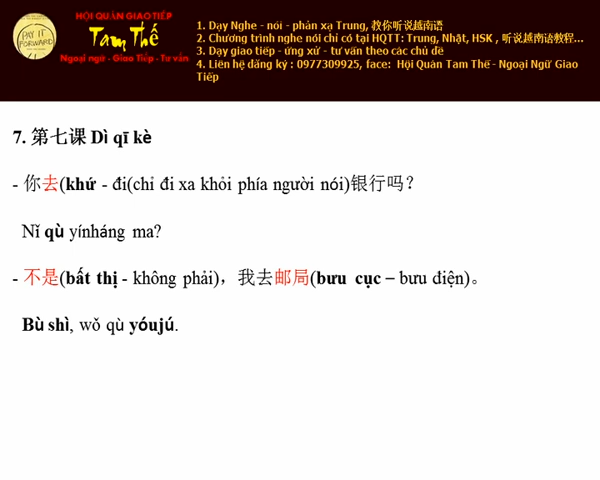 PAY IT
FORWARD
HỘI QUÁN GIAO TIẾP
Tam Thế
Ngoại ngữ - Giao Tiếp - Tư vấn
1. Dạy Nghe - nói - phản xạ Trung, 教你听说越南语
2. Chương trình nghe nói chỉ có tại HQTT: Trung, Nhật, HSK , 听说越南语教程...
3. Dạy giao tiếp - ứng xử - tư vấn theo các chủ đề
4. Liên hệ đăng ký : 0977309925, face: Hội Quán Tam Thế - Ngoại Ngữ Giao
Tiếp
7. 第七课 Dì qī kè
- 你去(khứ - đi(chỉ đi xa khỏi phía người nói)银行吗?
Nǐ qù yínháng ma?
- 不是(bất thị - không phải)，我去邮局(bưu cục – bưu điện)。
Bù shì, wǒ qù yóujú.